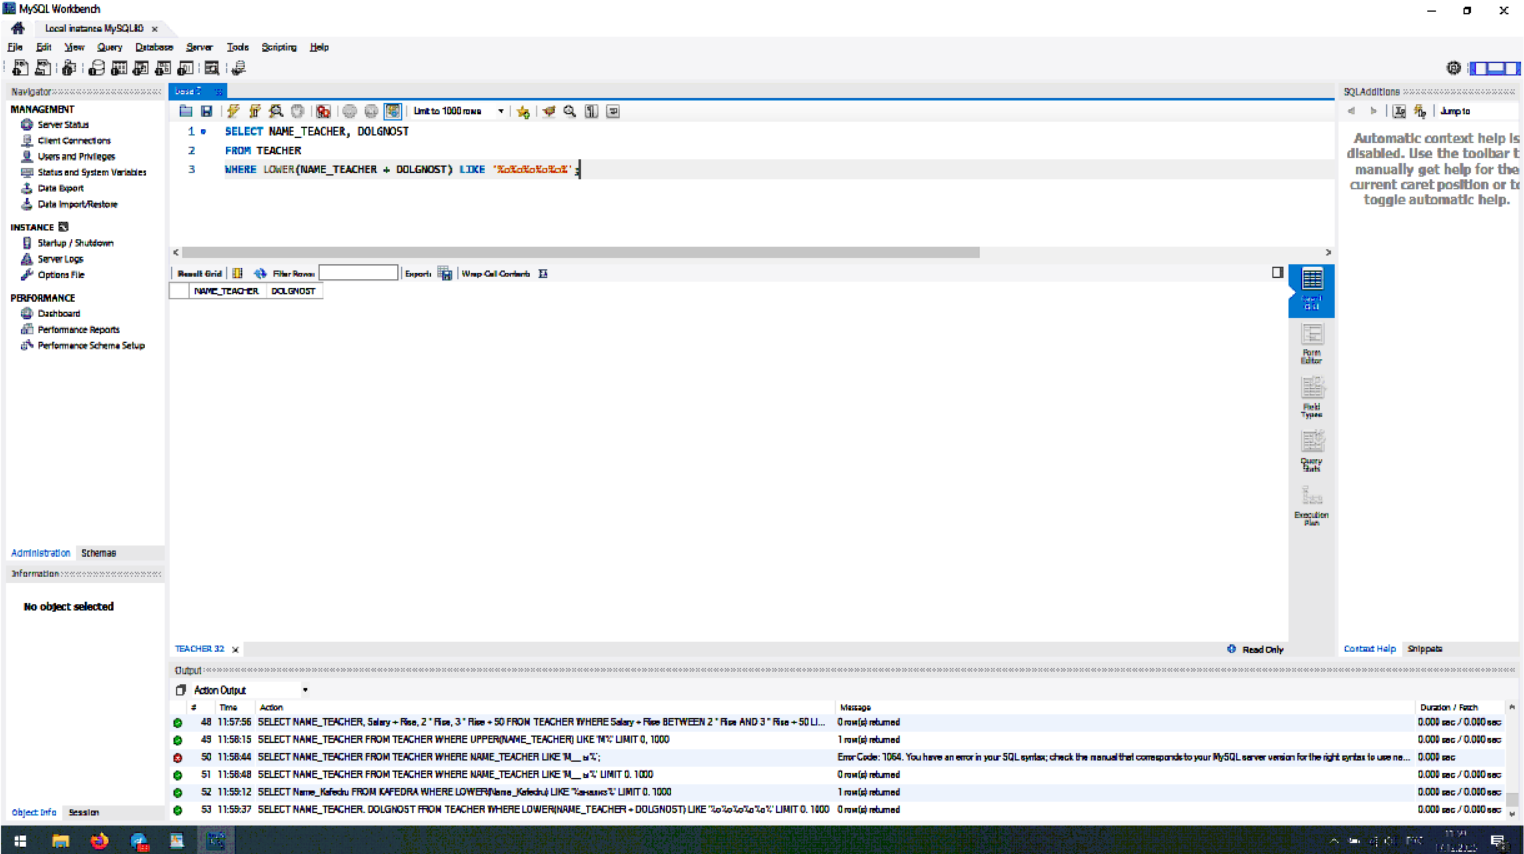 MySQL Workbench
Local instance MySQL80 ×
File Edit View Query Database Server Tools Scripting Help
Navigator
MANAGEMENT
Server Status
Client Connections
Users and Privileges
Status and System Variables
Data Export
Data Import/Restore
INSTANCE
Startup / Shutdown
Server Logs
Options File
PERFORMANCE
Dashboard
Performance Reports
Performance Schema Setup
Administration Schemas
Information
No object selected
Object Info Session
Limit to 1000 rows
1 SELECT NAME_TEACHER, DOLGNOST
2 FROM TEACHER
3 WHERE LOWER(NAME_TEACHER + DOLGNOST) LIKE '%о%о%о%о%о%';
Result Grid Filter Rows: Export: Wrap Cell Content:
NAME_TEACHER DOLGNOST
Result Grid
Form Editor
Field Types
Query Stats
Execution Plan
TEACHER 32 ×
Read Only
SQLAdditions
Jump to
Automatic context help is
disabled. Use the toolbar t
manually get help for the
current caret position or to
toggle automatic help.
Context Help Snippets
Output
Action Output
# Time Action Message Duration / Fetch
48 11:57:56 SELECT NAME_TEACHER, Salary + Rise, 2 * Rise, 3 * Rise + 50 FROM TEACHER WHERE Salary + Rise BETWEEN 2 * Rise AND 3 * Rise + 50 LI... 0 row(s) returned 0.000 sec / 0.000 sec
49 11:58:15 SELECT NAME_TEACHER FROM TEACHER WHERE UPPER(NAME_TEACHER) LIKE 'М%' LIMIT 0, 1000 1 row(s) returned 0.000 sec / 0.000 sec
50 11:58:44 SELECT NAME_TEACHER FROM TEACHER WHERE NAME_TEACHER LIKE 'М__ ы%'; Error Code: 1064. You have an error in your SQL syntax; check the manual that corresponds to your MySQL server version for the right syntax to use ne... 0.000 sec
51 11:58:48 SELECT NAME_TEACHER FROM TEACHER WHERE NAME_TEACHER LIKE 'М__ ы%' LIMIT 0, 1000 0 row(s) returned 0.000 sec / 0.000 sec
52 11:59:12 SELECT Name_Kafedru FROM KAFEDRA WHERE LOWER(Name_Kafedru) LIKE '%анализ%' LIMIT 0, 1000 1 row(s) returned 0.000 sec / 0.000 sec
53 11:59:37 SELECT NAME_TEACHER, DOLGNOST FROM TEACHER WHERE LOWER(NAME_TEACHER + DOLGNOST) LIKE '%о%о%о%о%о%' LIMIT 0, 1000 0 row(s) returned 0.000 sec / 0.000 sec